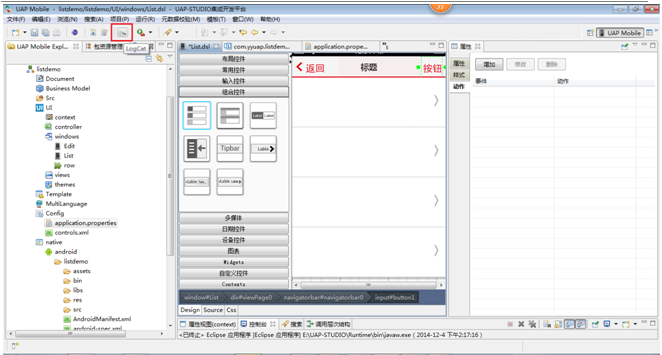 UAP Mobile - listdemo/listdemo/UI/windows/List.dsl - UAP-STUDIO集成开发平台
文件(F) 编辑(E) 浏览(N) 搜索(A) 项目(P) 运行(R) 元数据检验(M) 模板(T) 窗口(W) 帮助(H)
LogCat
UAP Mobile
UAP Mobile Expl...
包资源管理
*List.dsl
com.yyuap.listdem...
application.prope...
属性
listdemo
Document
Business Model
Src
UI
context
controller
windows
Edit
List
row
views
themes
Template
MultiLanguage
Config
application.properties
controls.xml
native
android
listdemo
assets
bin
libs
res
src
AndroidManifest.xml
android-spec.xml
布局控件
常用控件
输入控件
组合控件
Label
Label
Tipbar
Lable
多媒体
日期控件
设备控件
图表
Widgets
自定义控件
Contexts
返回
标题
按钮
window#List div#viewPage0 navigatorbar#navigatorbar0 input#button1
Design Source Css
属性
样式
动作
增加
修改
删除
事件
动作
属性视图(context) 控制台 搜索 调用层次结构
<已终止> Eclipse 应用程序 [Eclipse 应用程序] E:\UAP-STUDIO\Runtime\bin\javaw.exe ( 2014-12-4 下午2:17:16 )